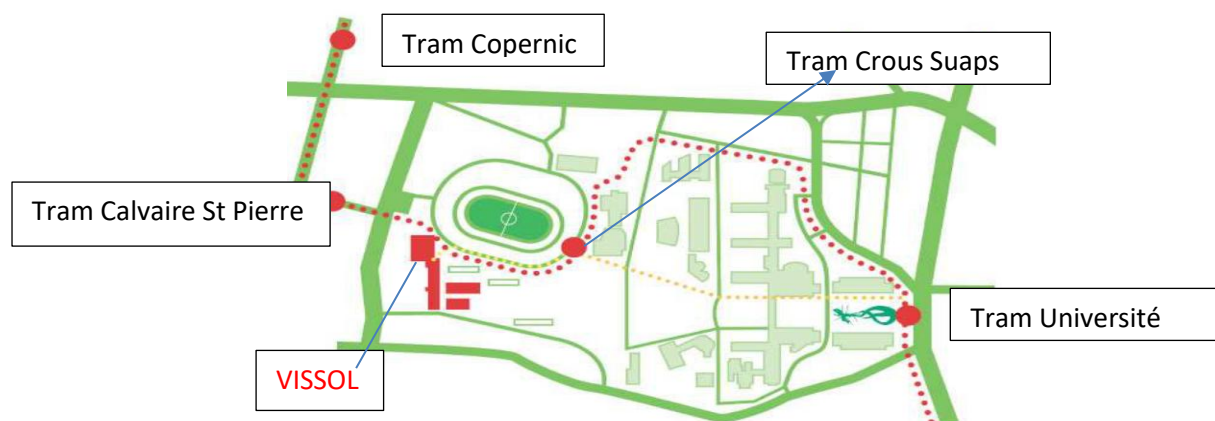 Tram Copernic
Tram Crous Suaps
Tram Calvaire St Pierre
Tram Université
VISSOL